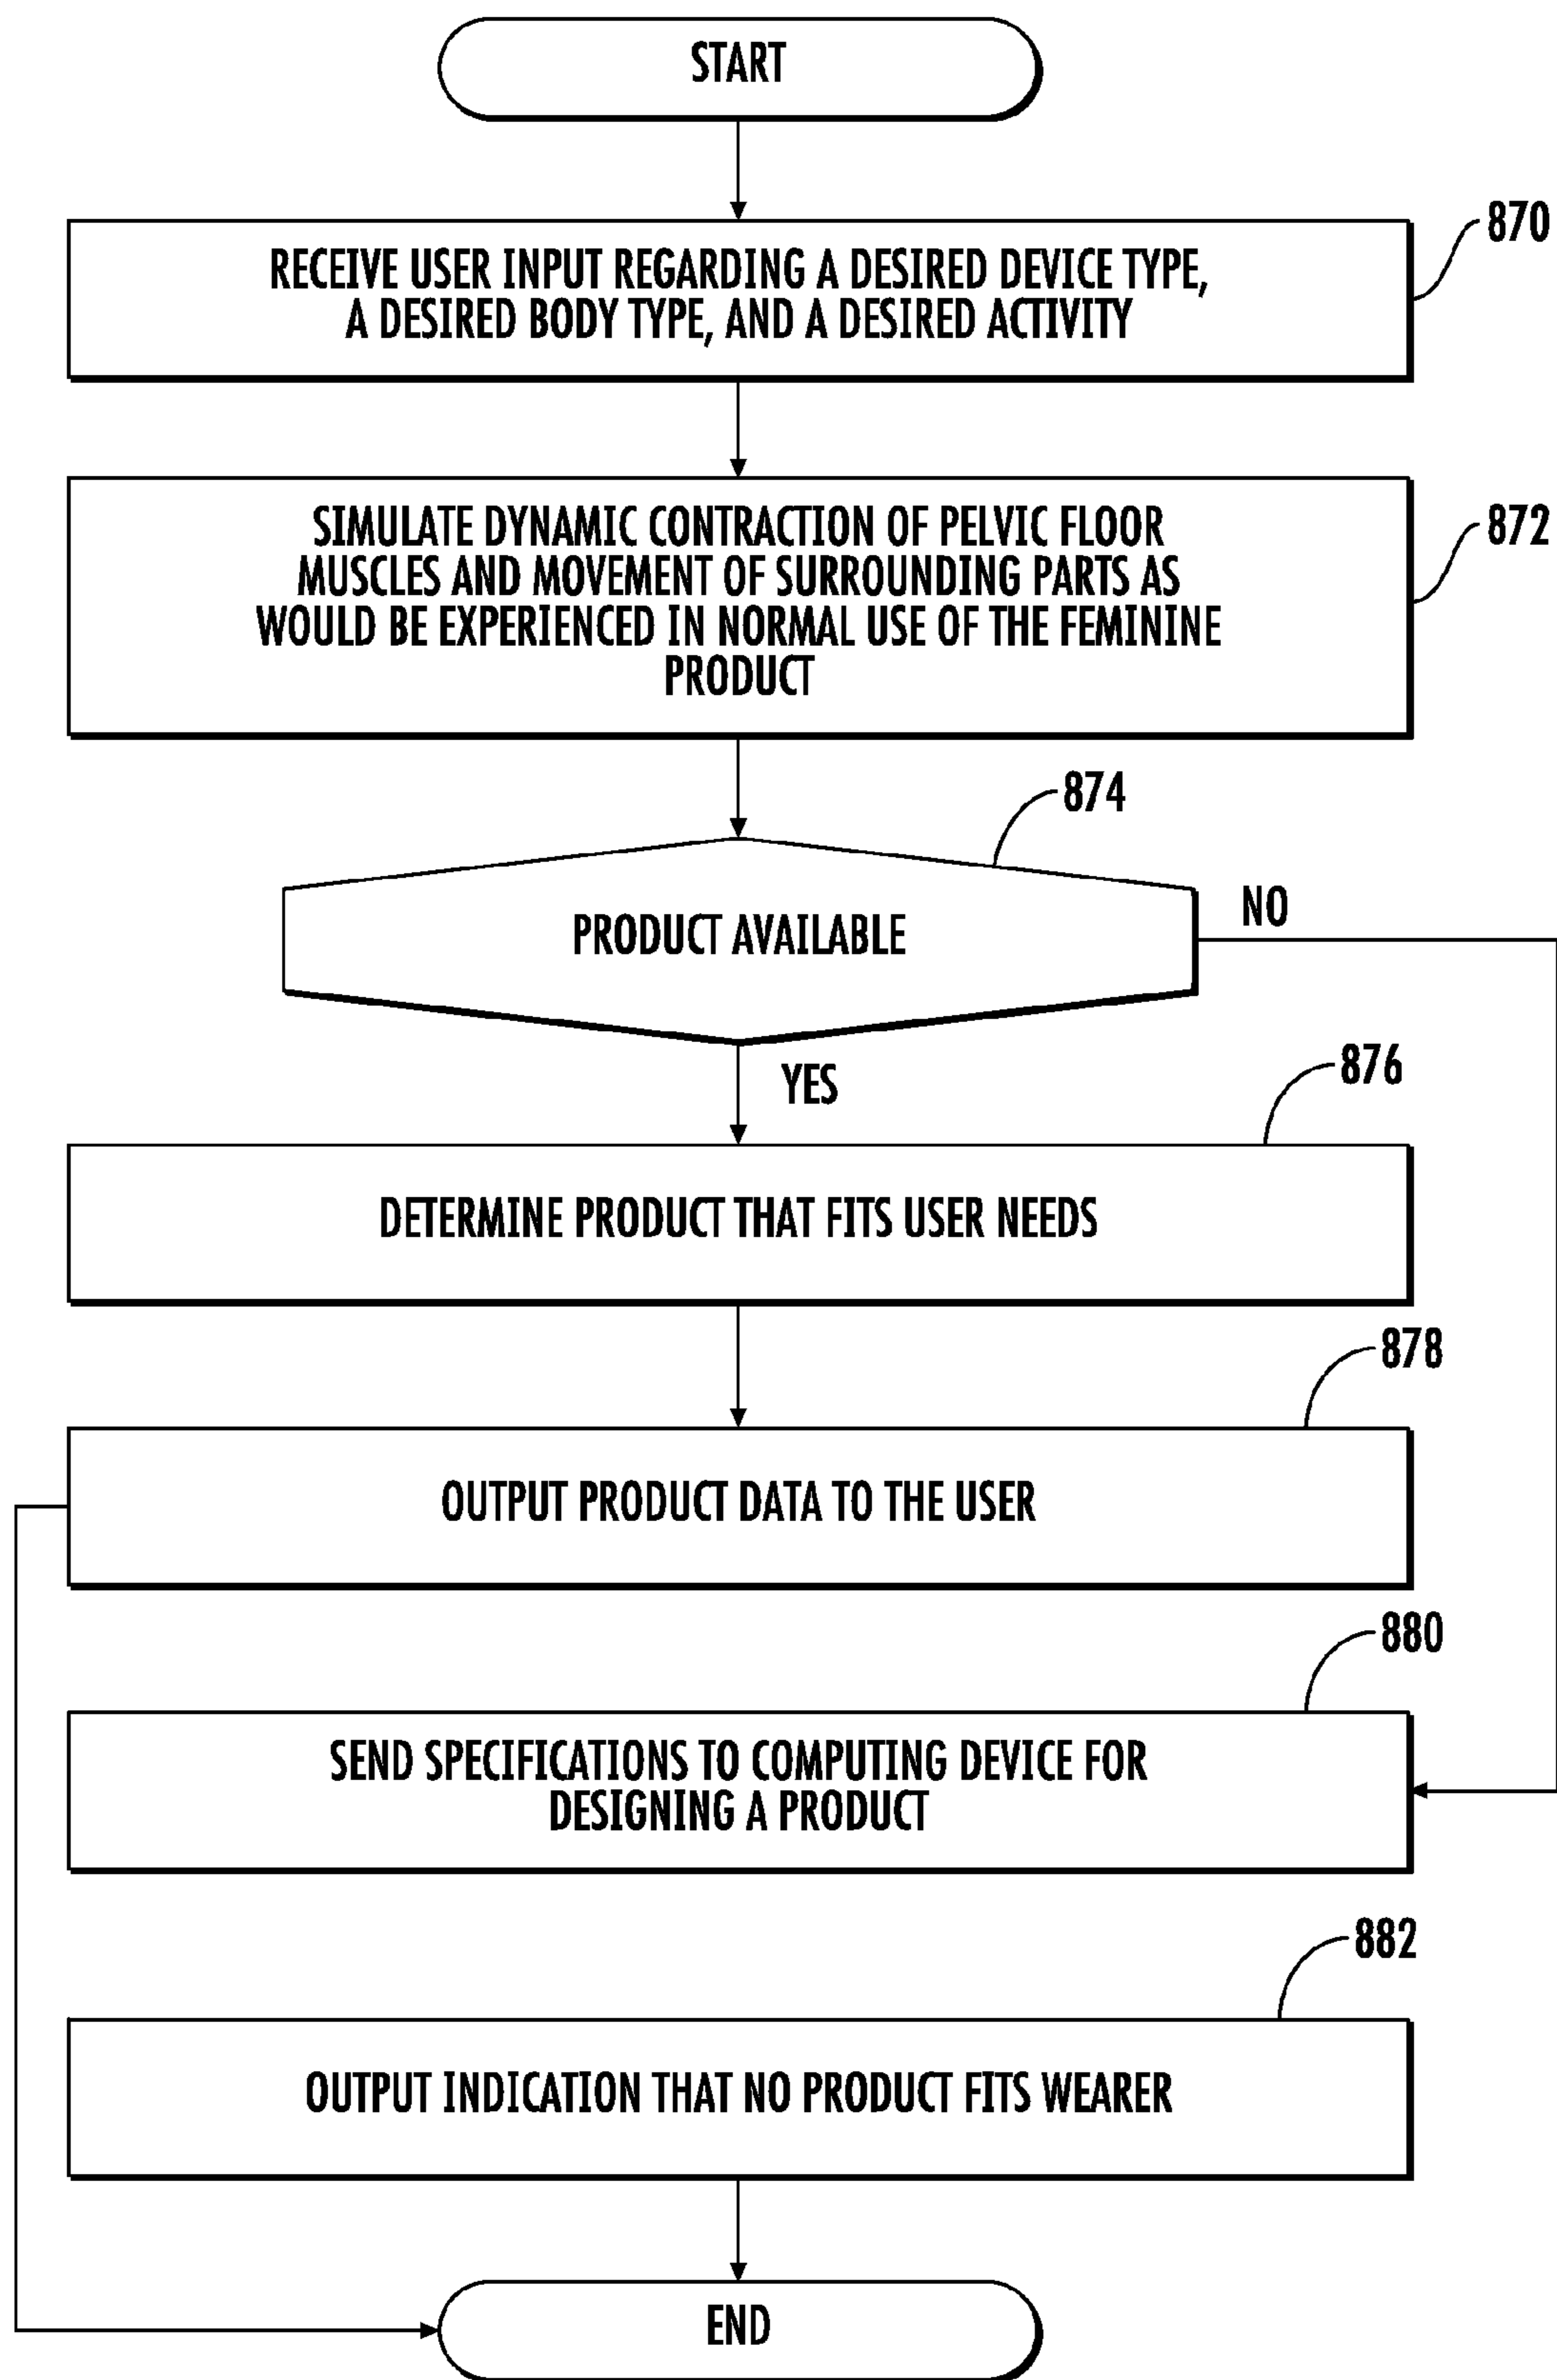 START
870
RECEIVE USER INPUT REGARDING A DESIRED DEVICE TYPE,
A DESIRED BODY TYPE, AND A DESIRED ACTIVITY
872
SIMULATE DYNAMIC CONTRACTION OF PELVIC FLOOR
MUSCLES AND MOVEMENT OF SURROUNDING PARTS AS
WOULD BE EXPERIENCED IN NORMAL USE OF THE FEMININE
PRODUCT
874
PRODUCT AVAILABLE
NO
YES
876
DETERMINE PRODUCT THAT FITS USER NEEDS
878
OUTPUT PRODUCT DATA TO THE USER
880
SEND SPECIFICATIONS TO COMPUTING DEVICE FOR
DESIGNING A PRODUCT
882
OUTPUT INDICATION THAT NO PRODUCT FITS WEARER
END